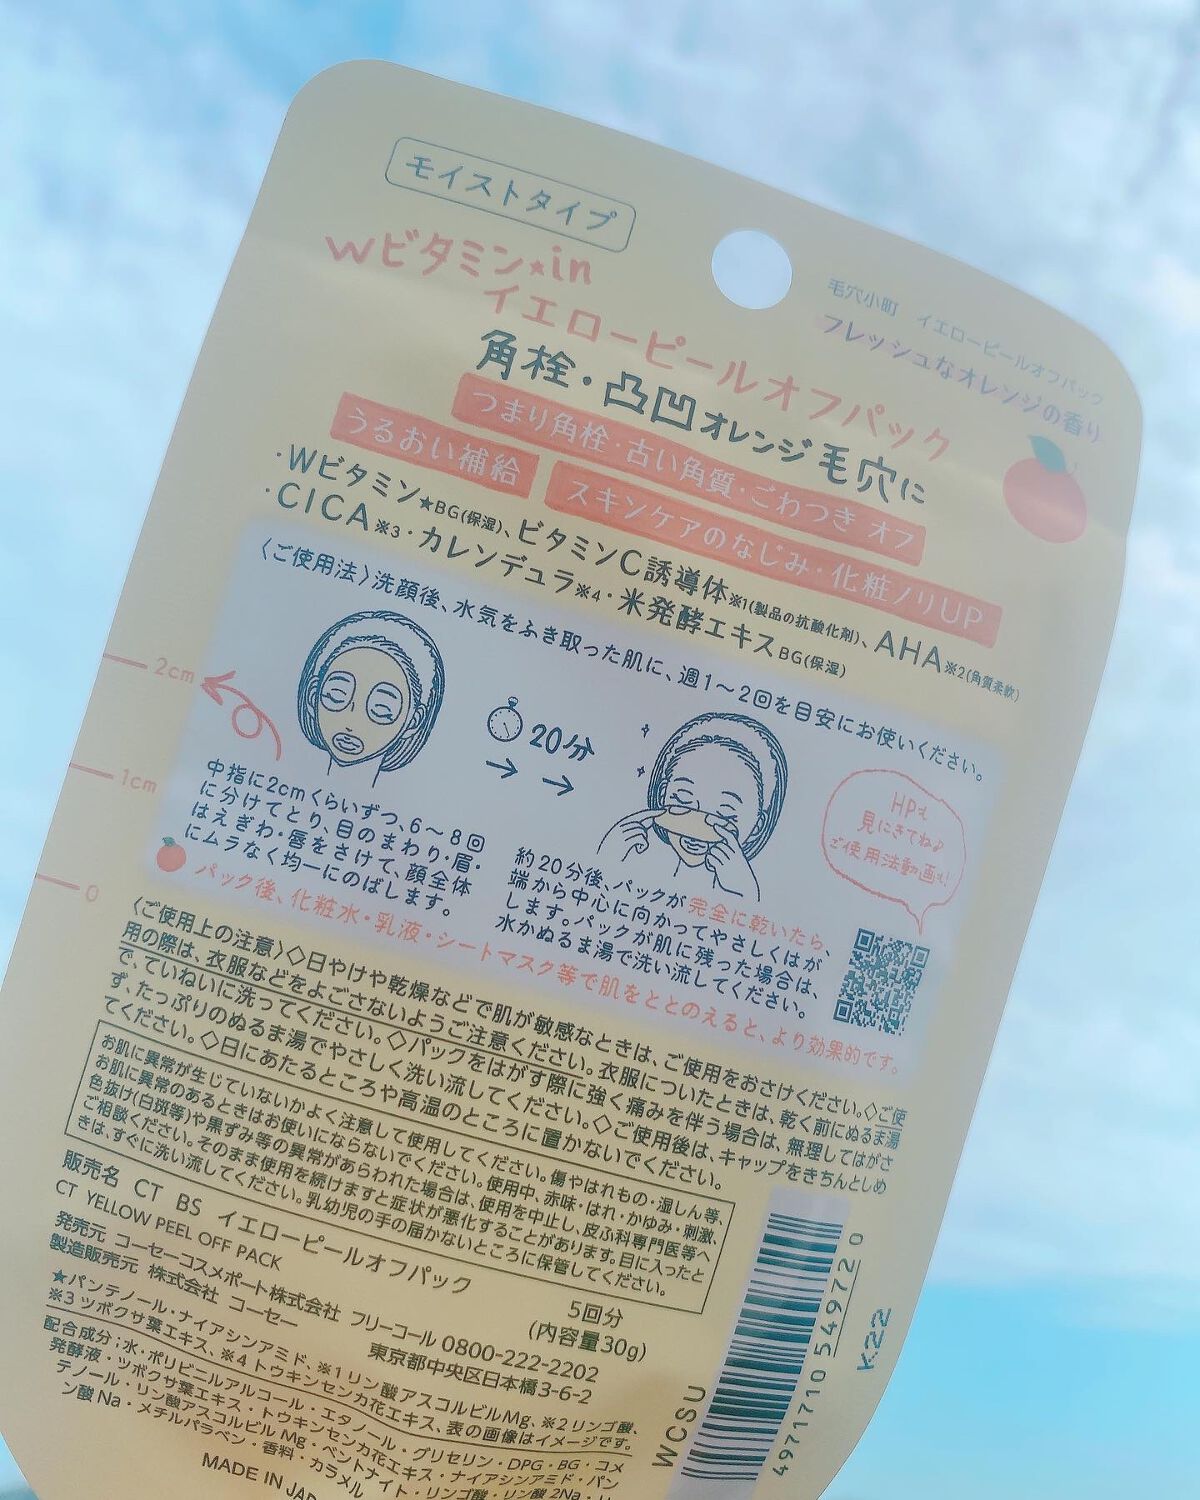 モイストタイプ
Wビタミン★in
イエローピールオフパック
毛穴小町 イエローピールオフパック
フレッシュなオレンジの香り
角栓・凸凹オレンジ毛穴に
つまり角栓・古い角質・ごわつき オフ
うるおい補給
スキンケアのなじみ・化粧ノリUP
・Wビタミン★BG(保湿)、ビタミンC誘導体※1(製品の抗酸化剤)、AHA※2(角質柔軟)
・CICA※3・カレンデュラ※4・米発酵エキスBG(保湿)
〈ご使用法〉洗顔後、水気をふき取った肌に、週1～2回を目安にお使いください。
2cm
1cm
0
20分
中指に2cmくらいずつ、6～8回
に分けてとり、目のまわり・眉・
はえぎわ・唇をさけて、顔全体
にムラなく均一にのばします。
約20分後、パックが完全に乾いたら、
端から中心に向かってやさしくはが
します。パックが肌に残った場合は、
水かぬるま湯で洗い流してください。
HPも
見にきてね♪
ご使用法動画も!
パック後、化粧水・乳液・シートマスク等で肌をととのえると、より効果的です。
〈ご使用上の注意〉◇日やけや乾燥などで肌が敏感なときは、ご使用をおさけください。◇ご使
用の際は、衣服などをよごさないようご注意ください。衣服についたときは、乾く前にぬるま湯
で、ていねいに洗ってください。◇パックをはがす際に強く痛みを伴う場合は、無理してはがさ
ず、たっぷりのぬるま湯でやさしく洗い流してください。◇ご使用後は、キャップをきちんとしめ
てください。◇日にあたるところや高温のところに置かないでください。
お肌に異常が生じていないかよく注意して使用してください。傷やはれもの・湿しん等、
お肌に異常のあるときはお使いにならないでください。使用中、赤味・はれ・かゆみ・刺激、
色抜け(白斑等)や黒ずみ等の異常があらわれた場合は、使用を中止し、皮ふ科専門医等へ
ご相談ください。そのまま使用を続けますと症状が悪化することがあります。目に入ったと
きは、すぐに洗い流してください。乳幼児の手の届かないところに保管してください。
販売名 CT BS イエローピールオフパック
CT YELLOW PEEL OFF PACK
5回分
(内容量30g)
発売元 コーセーコスメポート株式会社 フリーコール 0800-222-2202
製造販売元 株式会社 コーセー 東京都中央区日本橋3-6-2
★パンテノール・ナイアシンアミド、※1 リン酸アスコルビルMg、※2 リンゴ酸、
※3 ツボクサ葉エキス、※4 トウキンセンカ花エキス、表の画像はイメージです。
配合成分;水・ポリビニルアルコール・エタノール・グリセリン・DPG・BG・コメ
発酵液・ツボクサ葉エキス・トウキンセンカ花エキス・ナイアシンアミド・パン
テノール・リン酸アスコルビル Mg・ベントナイト・リンゴ酸・リン酸 2Na・
ン酸 Na・メチルパラベン・香料・カラメル
MADE IN
WCSU
4971710 549720
K-22